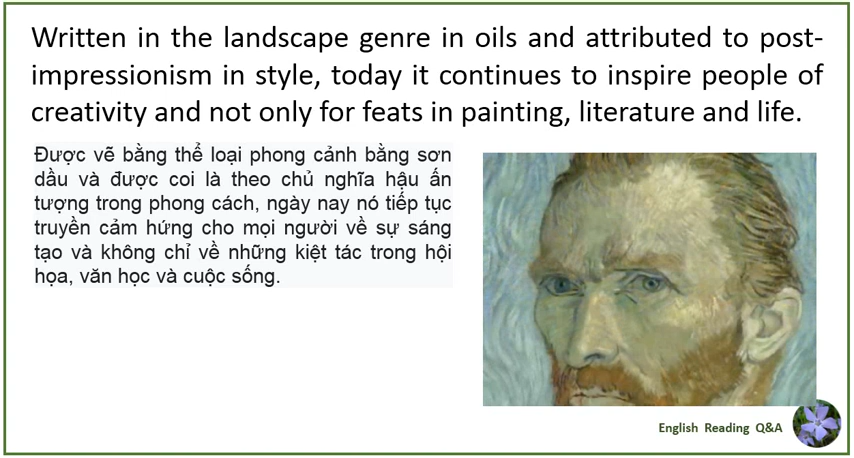 Written in the landscape genre in oils and attributed to post-
impressionism in style, today it continues to inspire people of
creativity and not only for feats in painting, literature and life.
Được vẽ bằng thể loại phong cảnh bằng sơn
dầu và được coi là theo chủ nghĩa hậu ấn
tượng trong phong cách, ngày nay nó tiếp tục
truyền cảm hứng cho mọi người về sự sáng
tạo và không chỉ về những kiệt tác trong hội
họa, văn học và cuộc sống.
English Reading Q&A